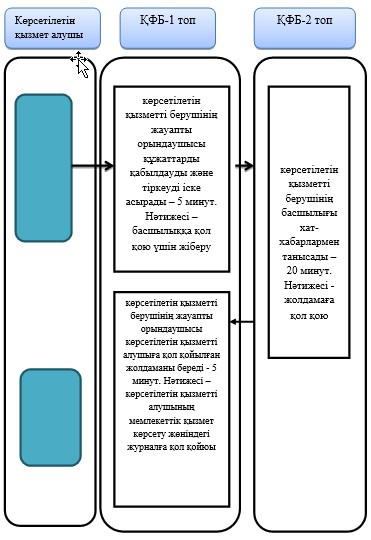 Көрсетілетін
қызмет алушы
ҚФБ-1 топ
ҚФБ-2 топ
көрсетілетін
қызметті берушінің
жауапты
орындаушысы
құжаттарды
қабылдауды және
тіркеуді іске
асырады – 5 минут.
Нәтижесі –
басшылыққа қол
қою үшін жіберу
көрсетілетін
қызметті
берушінің
басшылығы
хат-
хабарлармен
танысады –
20 минут.
Нәтижесі -
жолдамаға
қол қою
көрсетілетін қызметті
берушінің жауапты
орындаушысы
көрсетілетін қызметті
алушыға қол қойылған
жолдаманы береді - 5
минут. Нәтижесі –
көрсетілетін қызметті
алушының
мемлекеттік қызмет
көрсету жөніндегі
журналға қол қойюы